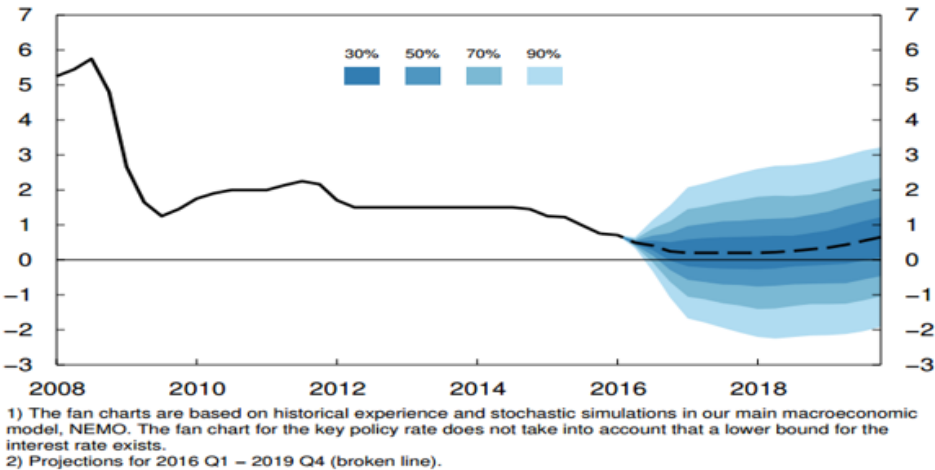 7 7
6 6
30% 50% 70% 90%
5 5
4 4
3 3
2 2
1 1
0 0
−1 −1
−2 −2
−3 −3
2008 2010 2012 2014 2016 2018
1) The fan charts are based on historical experience and stochastic simulations in our main macroeconomic
model, NEMO. The fan chart for the key policy rate does not take into account that a lower bound for the
interest rate exists.
2) Projections for 2016 Q1 – 2019 Q4 (broken line).